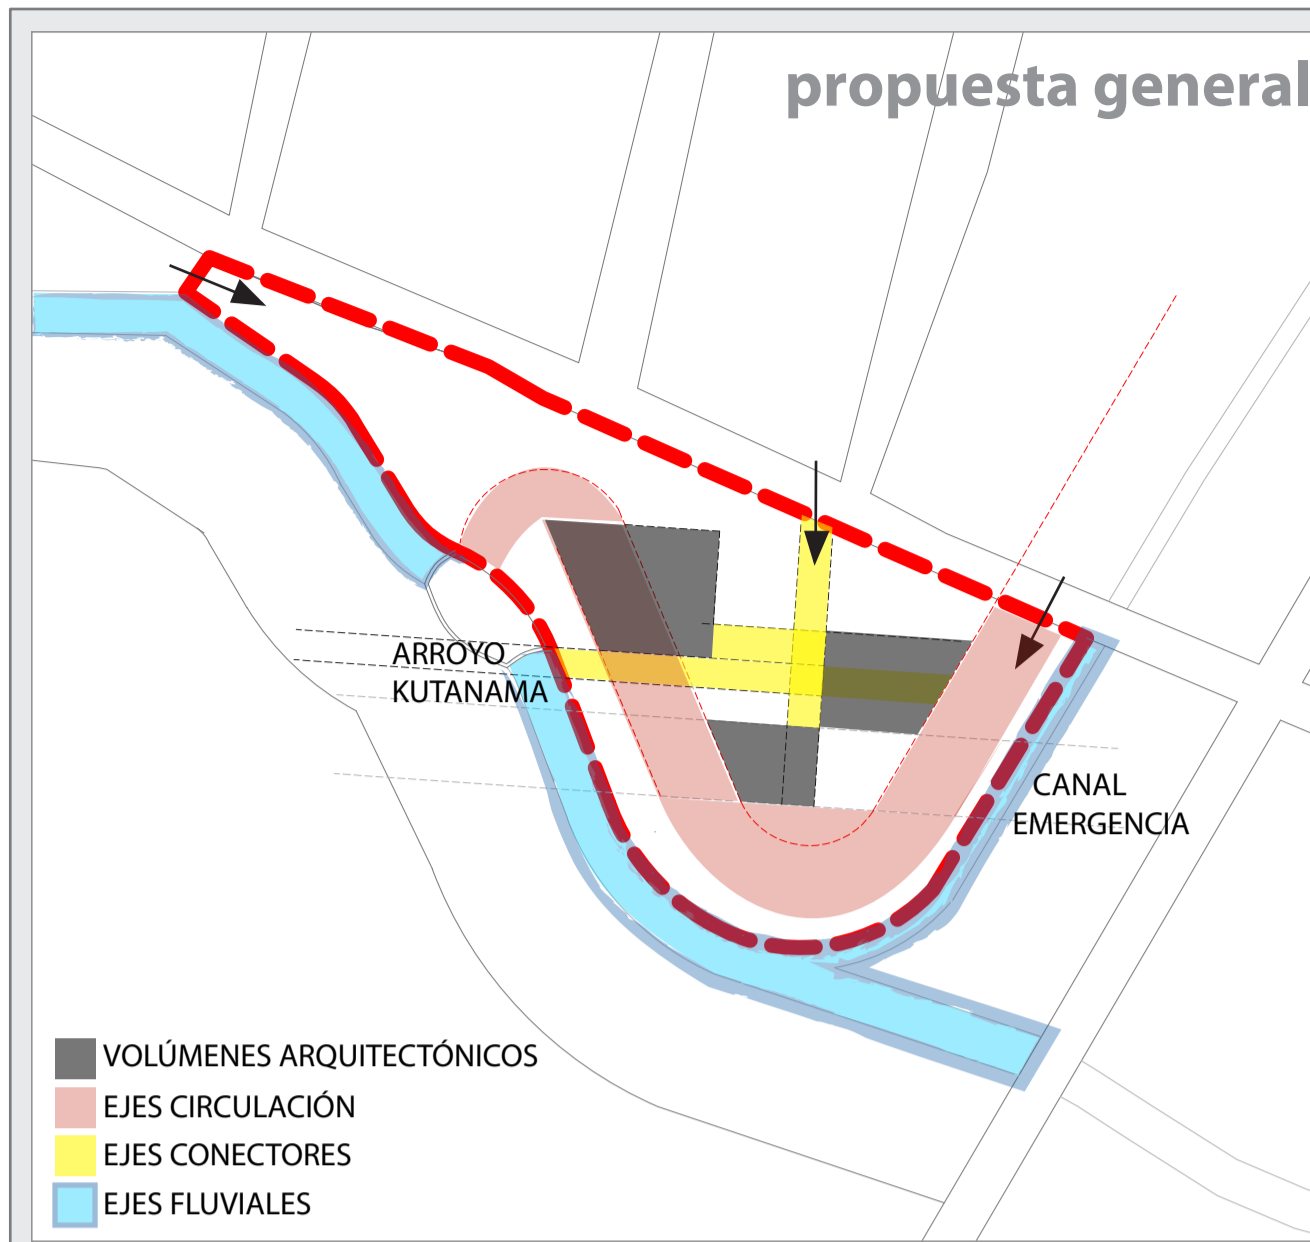 propuesta general
ARROYO
KUTANAMA
CANAL
EMERGENCIA
VOLÚMENES ARQUITECTÓNICOS
EJES CIRCULACIÓN
EJES CONECTORES
EJES FLUVIALES